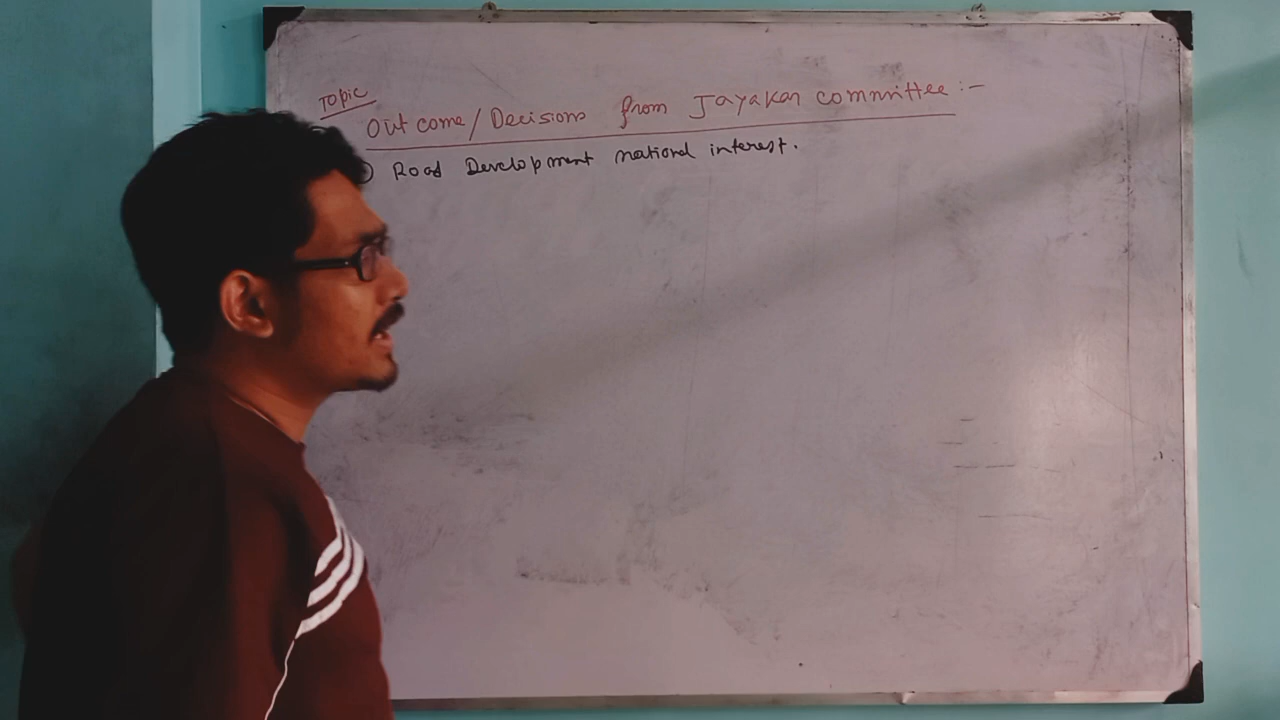 Topic
Out come/Decisions from Jayakar committee :-
) Road Development national interest.